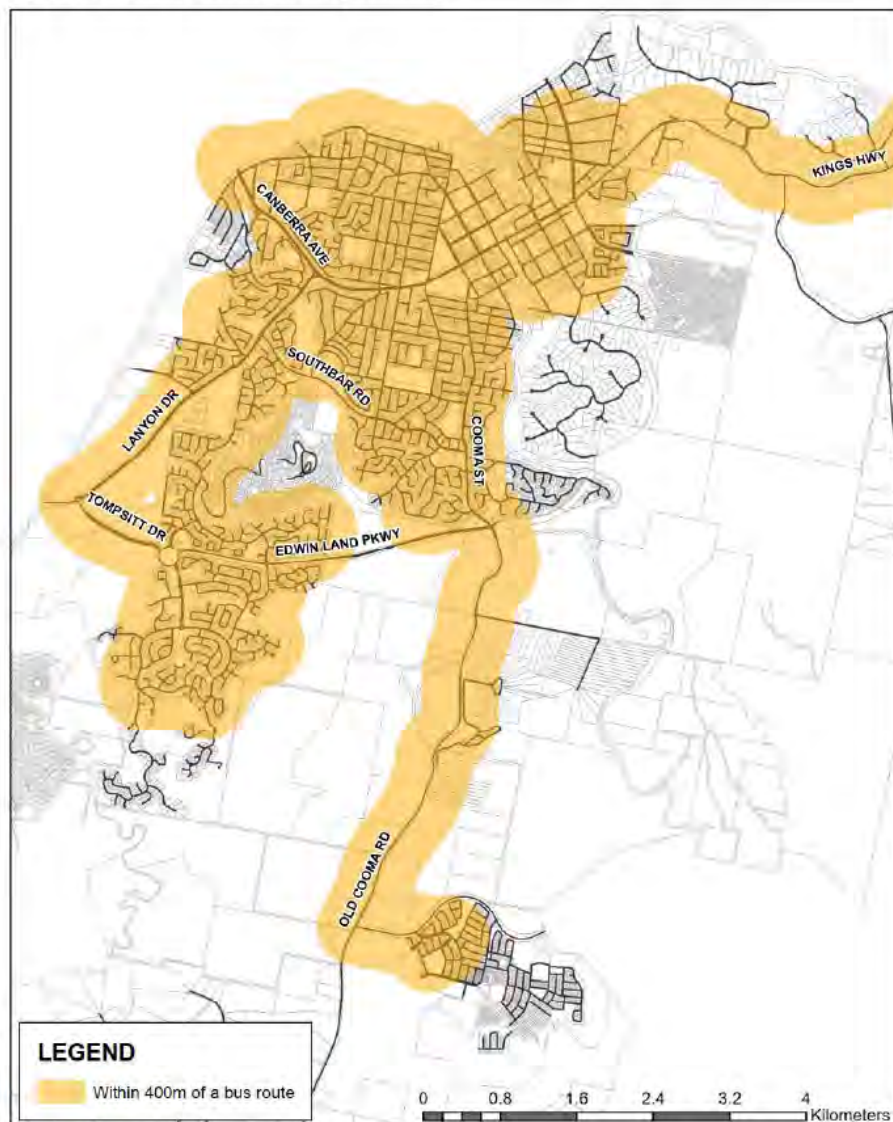 KINGS HWY
CANBERRA AVE
SOUTHBAR RD
LANYON DR
COOMA ST
TOMPSITT DR
EDWIN LAND PKWY
OLD COOMA RD
LEGEND
Within 400m of a bus route
0 0.8 1.6 2.4 3.2 4
Kilometers